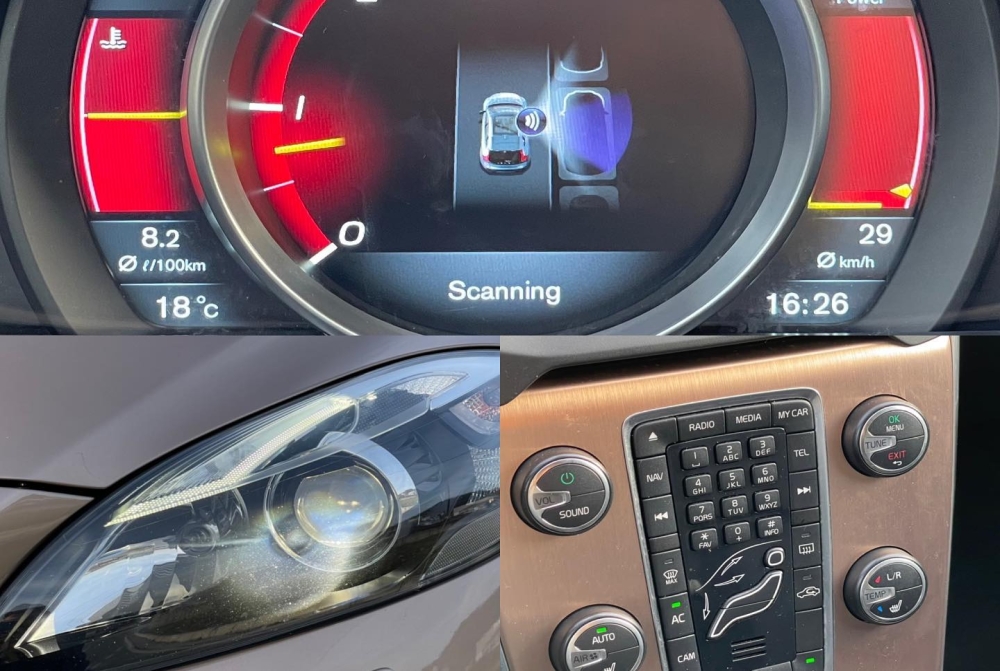 Power
8.2
Ø ℓ/100km
18°C
1
0
Scanning
29
Ø km/h
16:26
RADIO
MEDIA
MY CAR
NAV
TEL
1
2 ABC
3 DEF
4 GHI
5 JKL
6 MNO
7 PQRS
8 TUV
9 WXYZ
* FAV
0 +
# INFO
MAX
AC
CAM
VOL
SOUND
OK
MENU
TUNE
EXIT
AUTO
AIR
L/R
TEMP